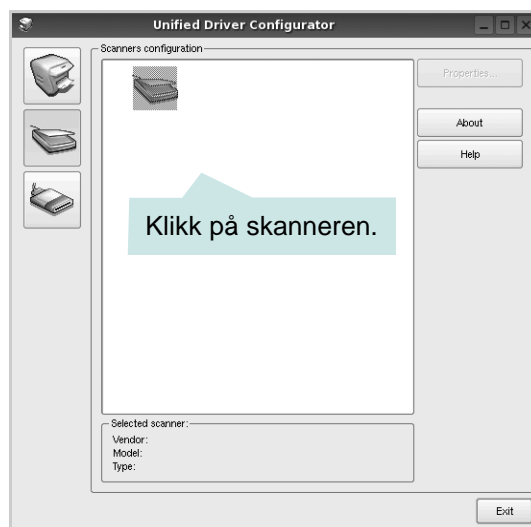 Unified Driver Configurator
Scanners configuration
Properties...
About
Help
Klikk på skanneren.
Selected scanner:
Vendor:
Model:
Type:
Exit